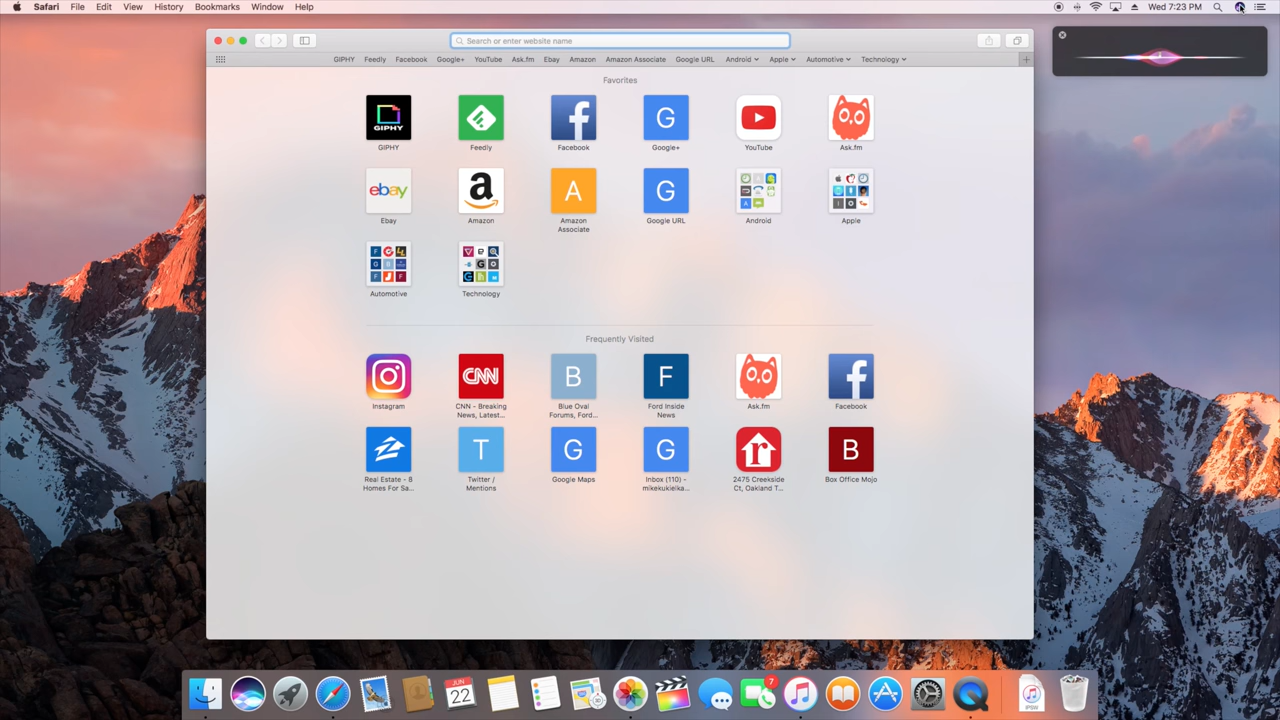 Safari File Edit View History Bookmarks Window Help Wed 7:23 PM
Search or enter website name
GIPHY Feedly Facebook Google+ YouTube Ask.fm Ebay Amazon Amazon Associate Google URL Android Apple Automotive Technology
Favorites
GIPHY G
GIPHY Feedly Facebook Google+ YouTube Ask.fm
ebay a A G
Ebay Amazon Amazon Associate Google URL Android Apple
Automotive Technology
Frequently Visited
CNN B F
Instagram CNN - Breaking News, Latest... Blue Oval Forums, Ford... Ford Inside News Ask.fm Facebook
T G G r B
Real Estate - 8 Homes For Sa... Twitter / Mentions Google Maps Inbox (110) - mikekukielka... 2475 Creekside Ct, Oakland T... Box Office Mojo
JUN
22
7
IPSW